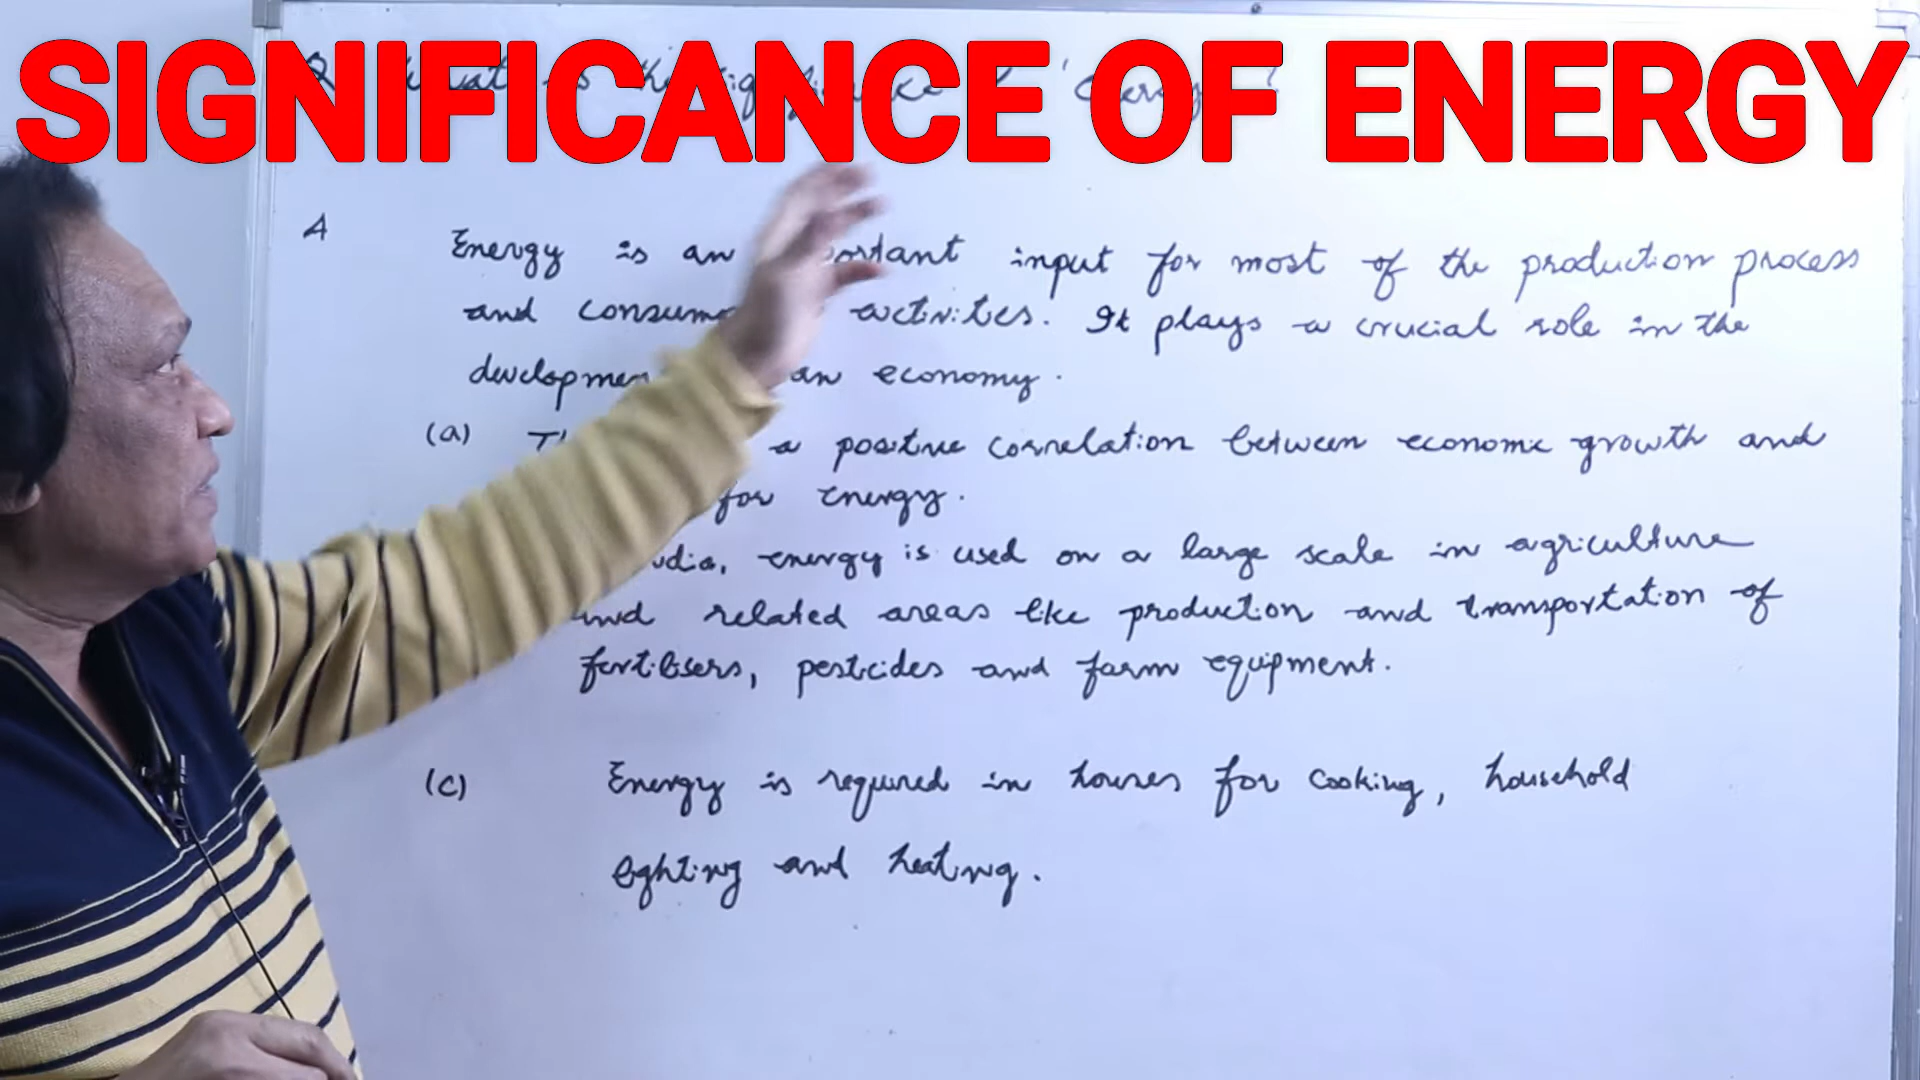 SIGNIFICANCE OF ENERGY
A
Energy is an input for most of the production process
and activities. It plays a crucial role in the
an economy.
(a) a positive correlation between economic growth and
for energy.
energy is used on a large scale in agriculture
and related areas like production and transportation of
fertilisers, pesticides and farm equipment.
(c) Energy is required in houses for cooking, household
lighting and heating.